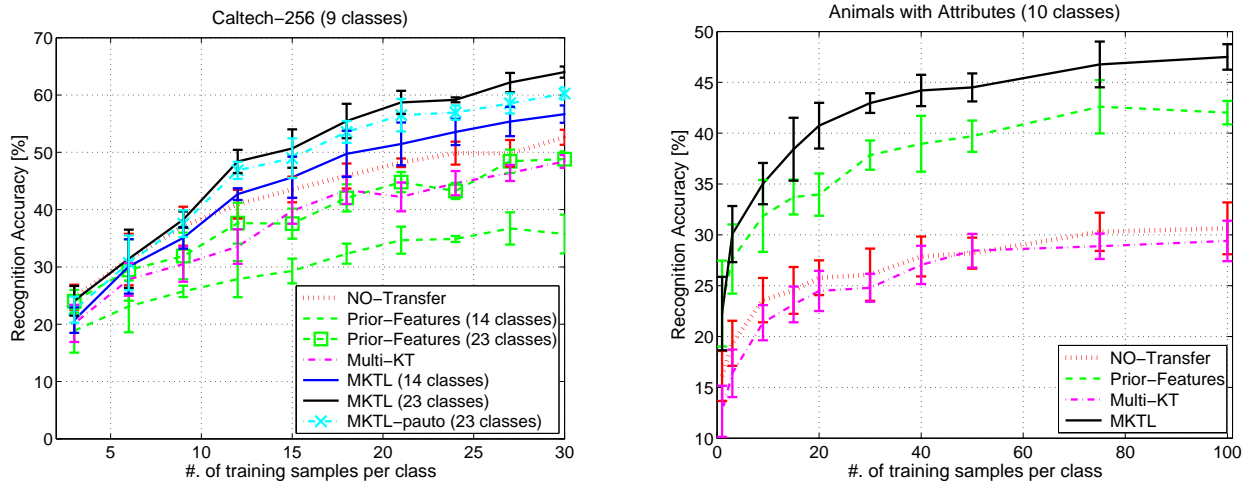 Caltech−256 (9 classes)
Recognition Accuracy [%]
70
60
50
40
30
20
10
0
5 10 15 20 25 30
#. of training samples per class
NO−Transfer
Prior−Features (14 classes)
Prior−Features (23 classes)
Multi−KT
MKTL (14 classes)
MKTL (23 classes)
MKTL−pauto (23 classes)
Animals with Attributes (10 classes)
Recognition Accuracy [%]
50
45
40
35
30
25
20
15
10
0 20 40 60 80 100
#. of training samples per class
NO−Transfer
Prior−Features
Multi−KT
MKTL